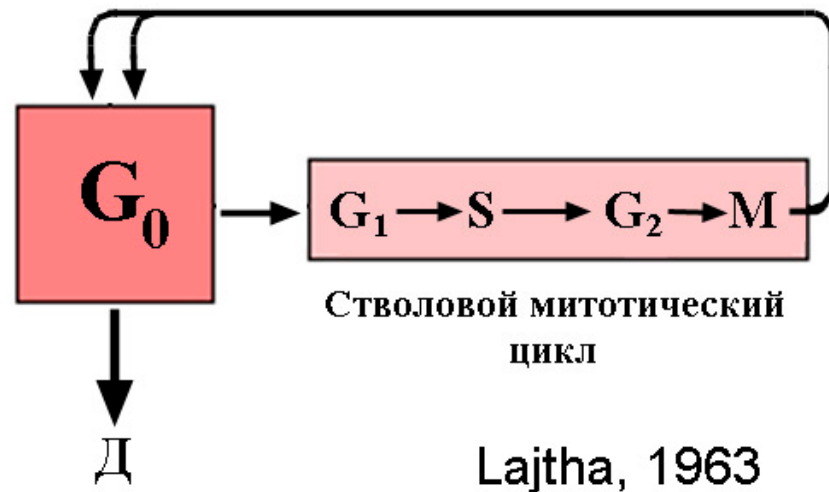 G₀
G₁ S G₂ M
Стволовой митотический
цикл
Д
Lajtha, 1963